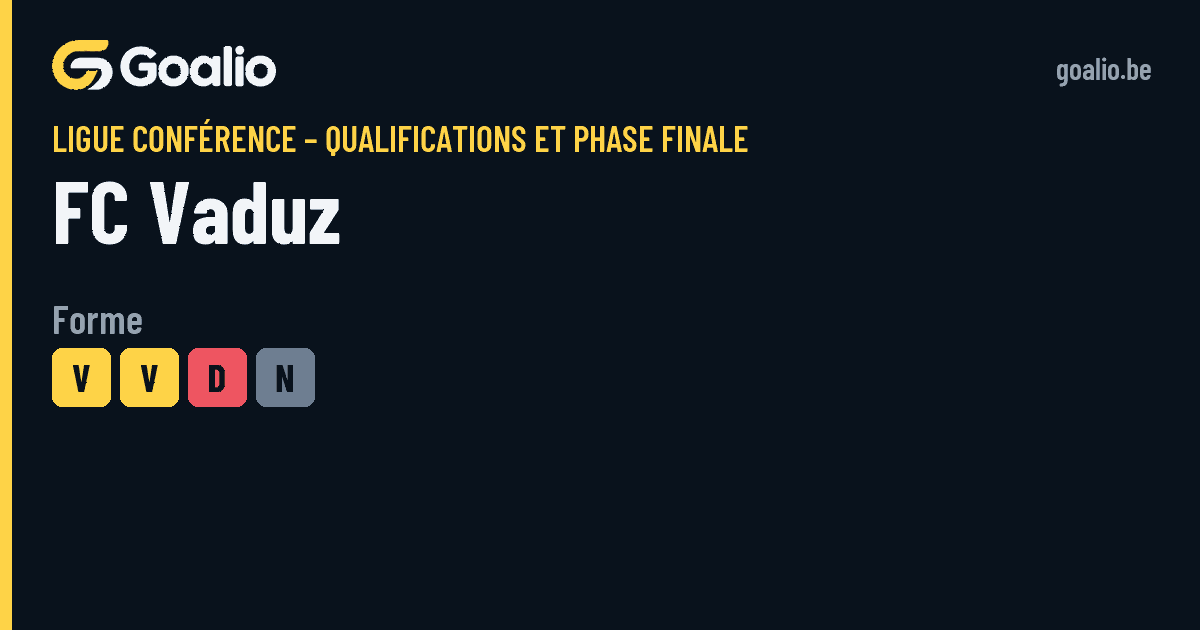 Goalio
goalio.be
LIGUE CONFÉRENCE – QUALIFICATIONS ET PHASE FINALE
FC Vaduz
Forme
V V D N